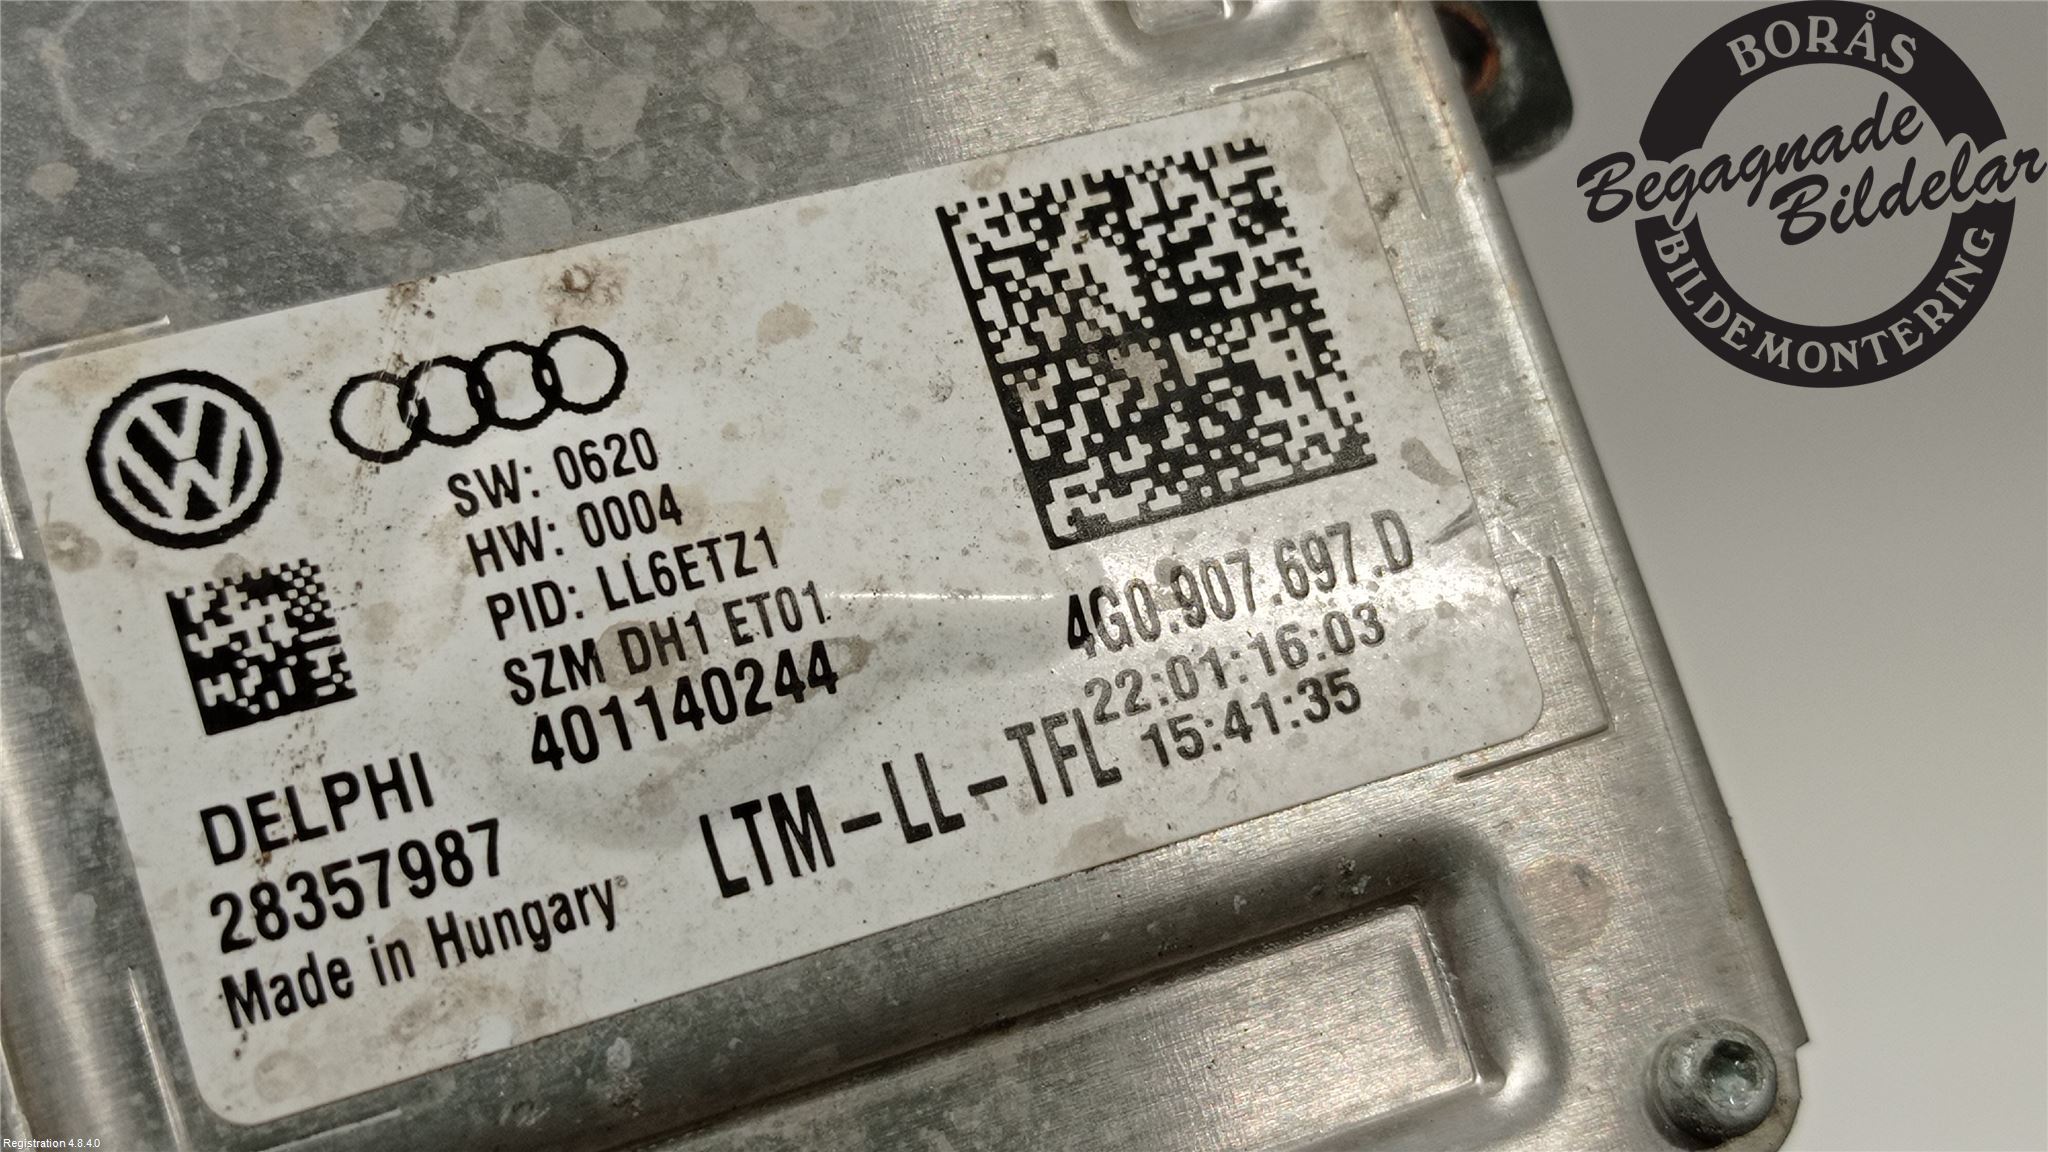 SW: 0620
HW: 0004
PID: LL6ETZ1
SZM DH1 ET01
401140244
DELPHI
28357987
Made in Hungary
LTM-LL-TFL
4G0.907.697.D
22:01:16:03
15:41:35
BORÅS
Begagnade
Bildelar
BILDEMONTERING
Registration 4.8.4.0